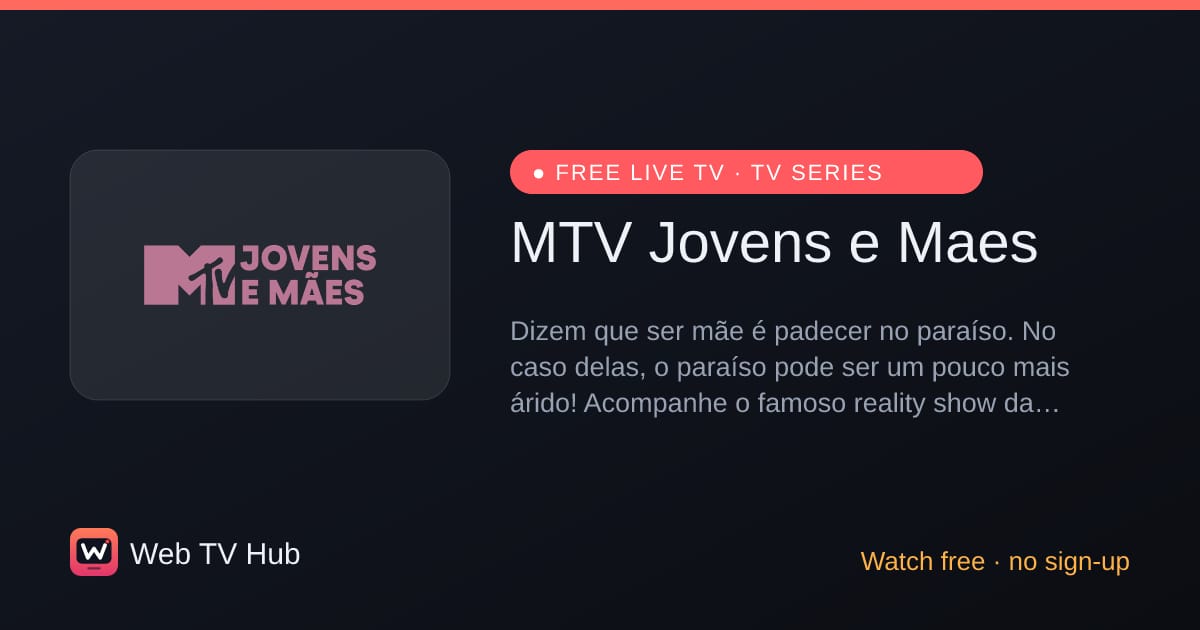 MTV JOVENS
E MÃES
● FREE LIVE TV · TV SERIES
MTV Jovens e Maes
Dizem que ser mãe é padecer no paraíso. No
caso delas, o paraíso pode ser um pouco mais
árido! Acompanhe o famoso reality show da…
W
Web TV Hub
Watch free · no sign-up